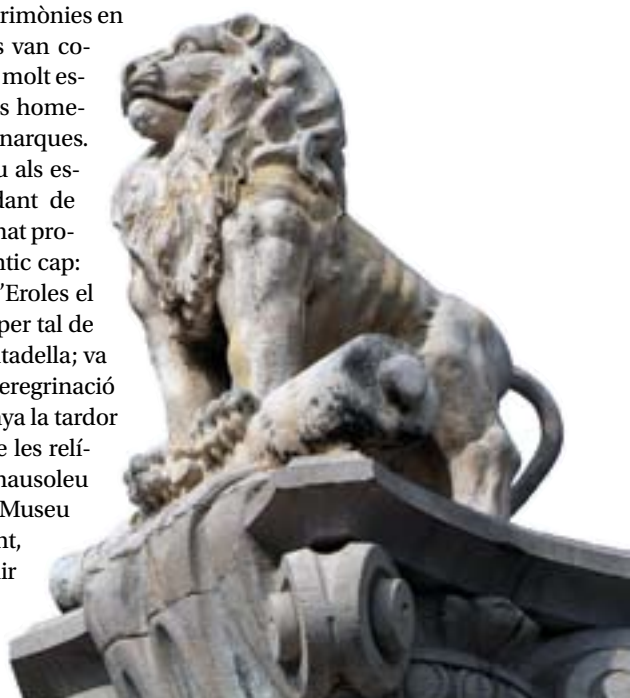 rimònies en
s van co-
molt es-
s home-
narques.
u als es-
dant de
nat pro-
ntic cap:
'Eroles el
per tal de
tadella; va
eregrinació
nya la tardor
e les relí-
nausoleu
Museu
nt,
ir